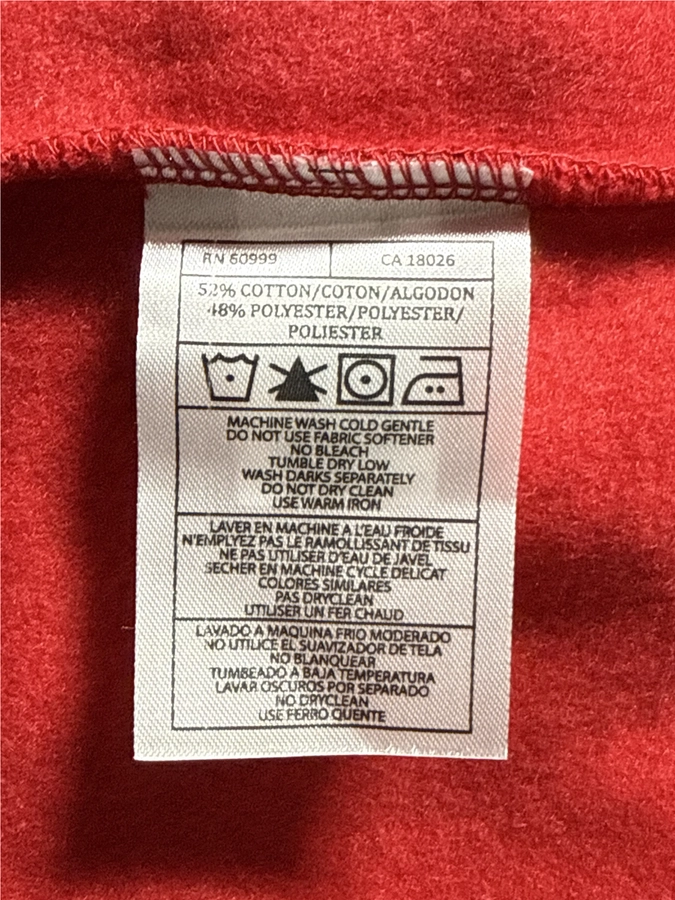 RN 60999
CA 18026
52% COTTON/COTON/ALGODON
48% POLYESTER/POLYESTER/
POLIESTER
MACHINE WASH COLD GENTLE
DO NOT USE FABRIC SOFTENER
NO BLEACH
TUMBLE DRY LOW
WASH DARKS SEPARATELY
DO NOT DRY CLEAN
USE WARM IRON
LAVER EN MACHINE A L'EAU FROIDE
N'EMPLYEZ PAS LE RAMOLLISSANT DE TISSU
NE PAS UTILISER D'EAU DE JAVEL
SECHER EN MACHINE CYCLE DELICAT
COLORES SIMILARES
PAS DRYCLEAN
UTILISER UN FER CHAUD
LAVADO A MAQUINA FRIO MODERADO
NO UTILICE EL SUAVIZADOR DE TELA
NO BLANQUEAR
TUMBEADO A BAJA TEMPERATURA
LAVAR OSCUROS POR SEPARADO
NO DRYCLEAN
USE FERRO QUENTE